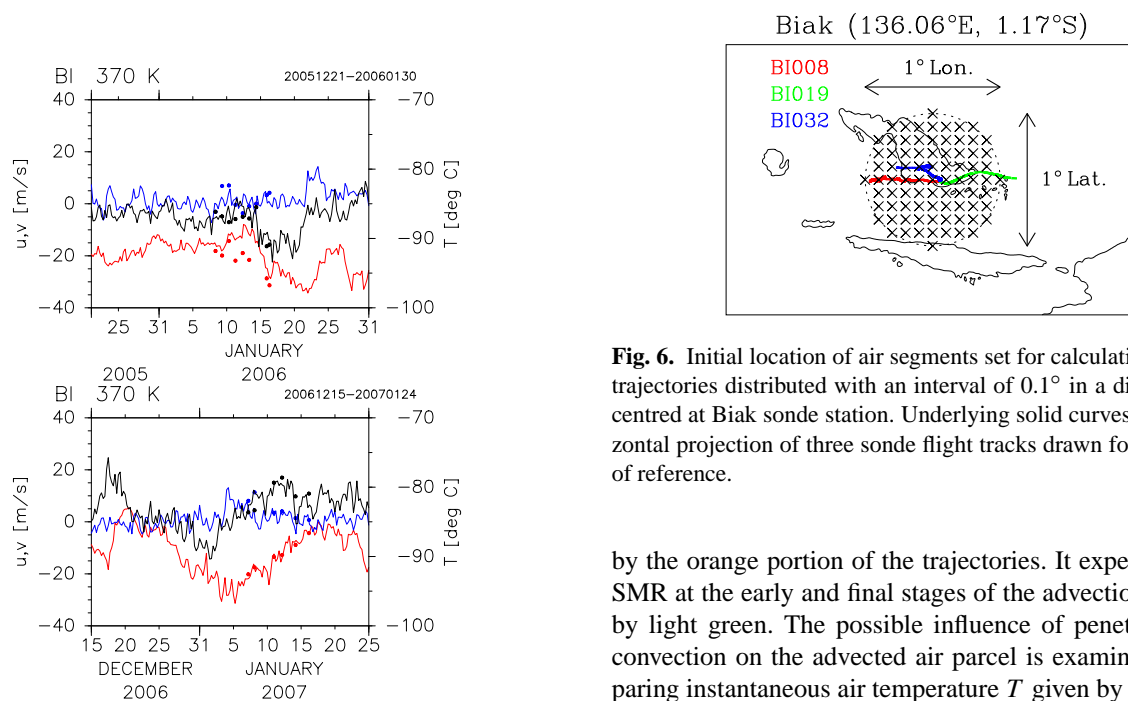 BI 370 K 20051221−20060130
40
20
0
−20
−40
u,v [m/s]
−70
−80
−90
−100
T [deg C]
25 31 5 10 15 20 25 31
JANUARY
2005 2006
BI 370 K 20061215−20070124
40
20
0
−20
−40
u,v [m/s]
−70
−80
−90
−100
T [deg C]
15 20 25 31 5 10 15 20 25
DECEMBER JANUARY
2006 2007
Biak (136.06°E, 1.17°S)
BI008
BI019
BI032
1° Lon.
1° Lat.
Fig. 6. Initial location of air segments set for calculati
trajectories distributed with an interval of 0.1° in a di
centred at Biak sonde station. Underlying solid curves
zontal projection of three sonde flight tracks drawn fo
of reference.
by the orange portion of the trajectories. It expe
SMR at the early and final stages of the advection
by light green. The possible influence of penet
convection on the advected air parcel is examin
paring instantaneous air temperature T given by